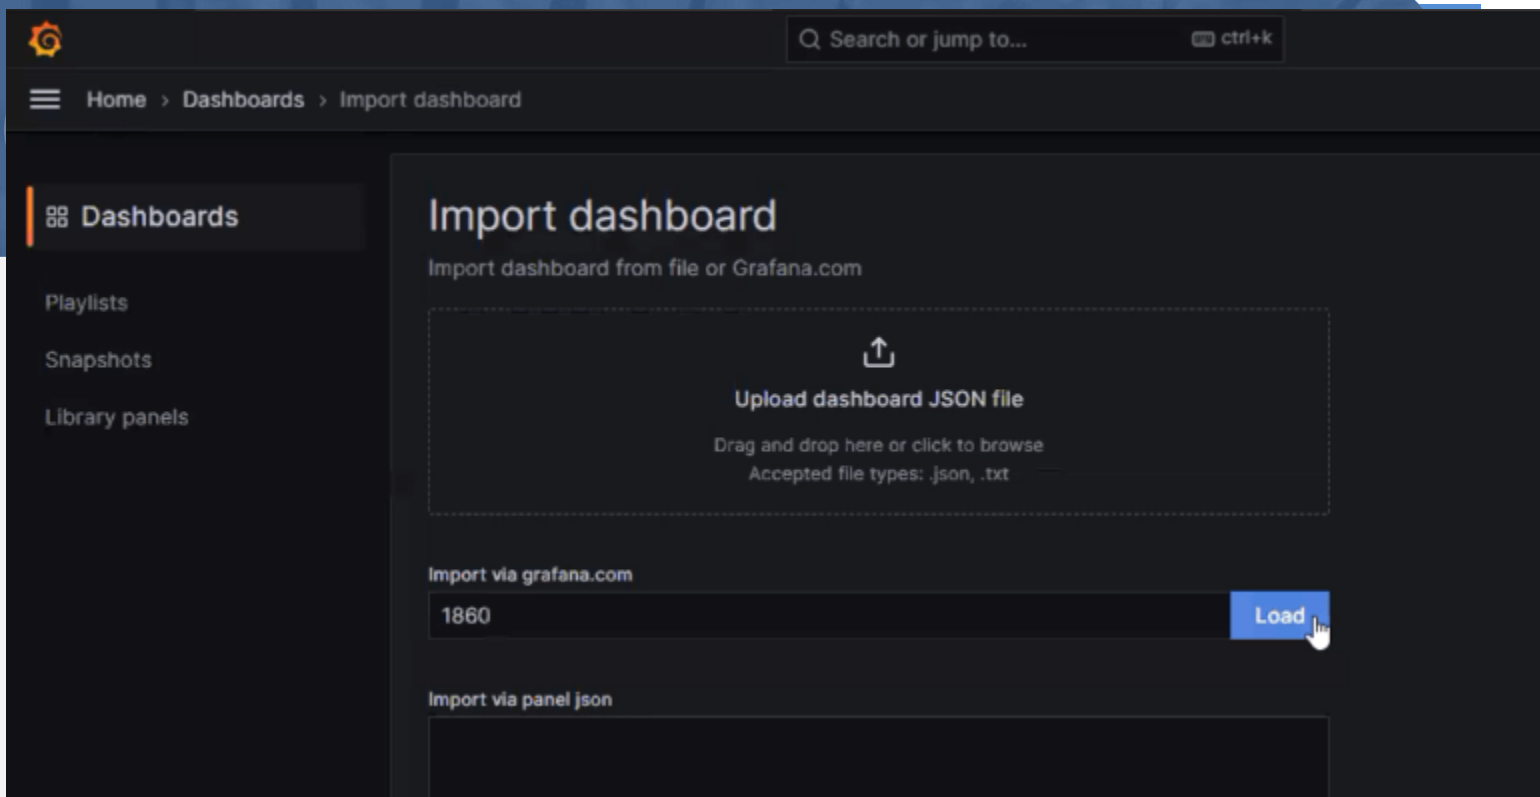 Search or jump to...
ctrl+k
Home > Dashboards > Import dashboard
Dashboards
Playlists
Snapshots
Library panels
Import dashboard
Import dashboard from file or Grafana.com
Upload dashboard JSON file
Drag and drop here or click to browse
Accepted file types: .json, .txt
Import via grafana.com
1860
Load
Import via panel json